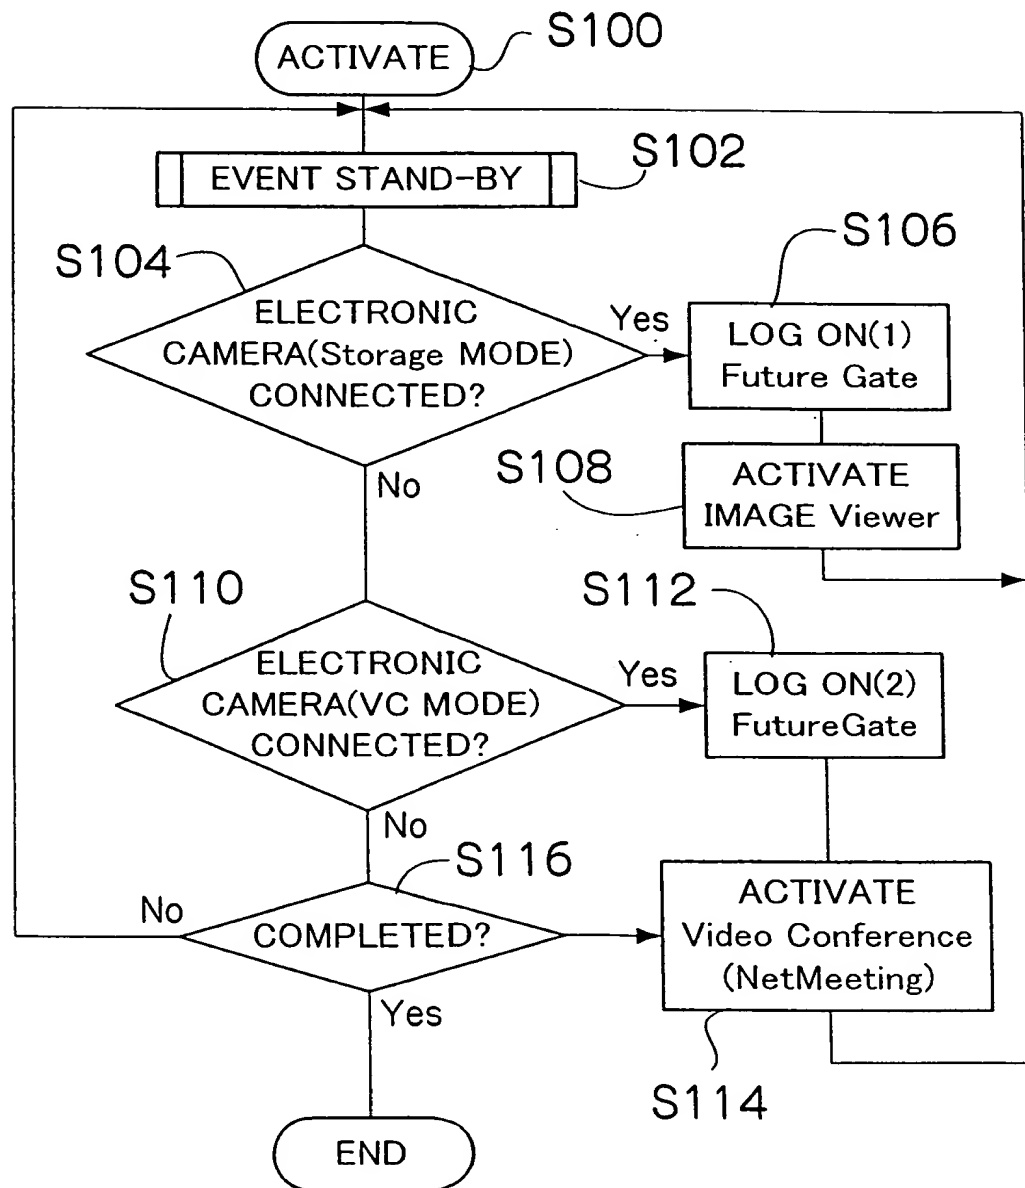 ACTIVATE
S100
EVENT STAND-BY
S102
S104
ELECTRONIC
CAMERA(Storage MODE)
CONNECTED?
Yes
No
S106
LOG ON(1)
Future Gate
S108
ACTIVATE
IMAGE Viewer
S110
ELECTRONIC
CAMERA(VC MODE)
CONNECTED?
Yes
No
S112
LOG ON(2)
FutureGate
S116
No
COMPLETED?
Yes
ACTIVATE
Video Conference
(NetMeeting)
S114
END